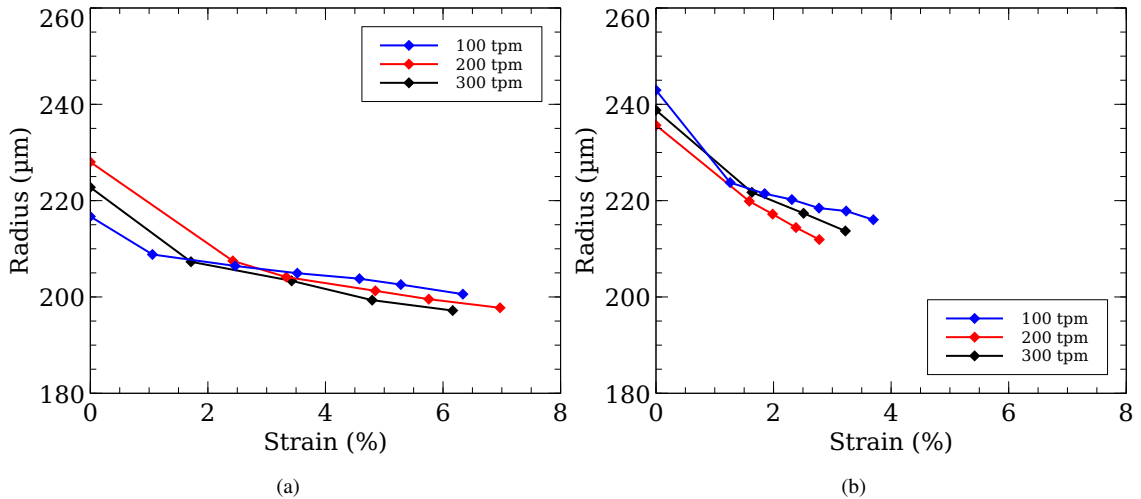 260
240
220
200
180
Radius (µm)
0 2 4 6 8
Strain (%)
100 tpm
200 tpm
300 tpm
(a)
260
240
220
200
180
Radius (µm)
0 2 4 6 8
Strain (%)
100 tpm
200 tpm
300 tpm
(b)